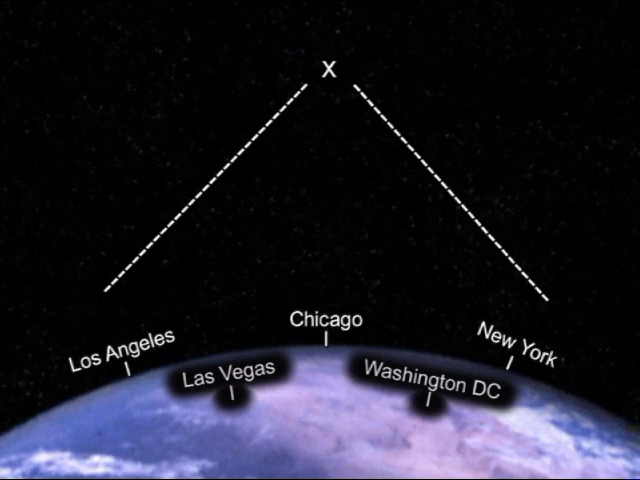 X
Los Angeles
Las Vegas
Chicago
Washington DC
New York